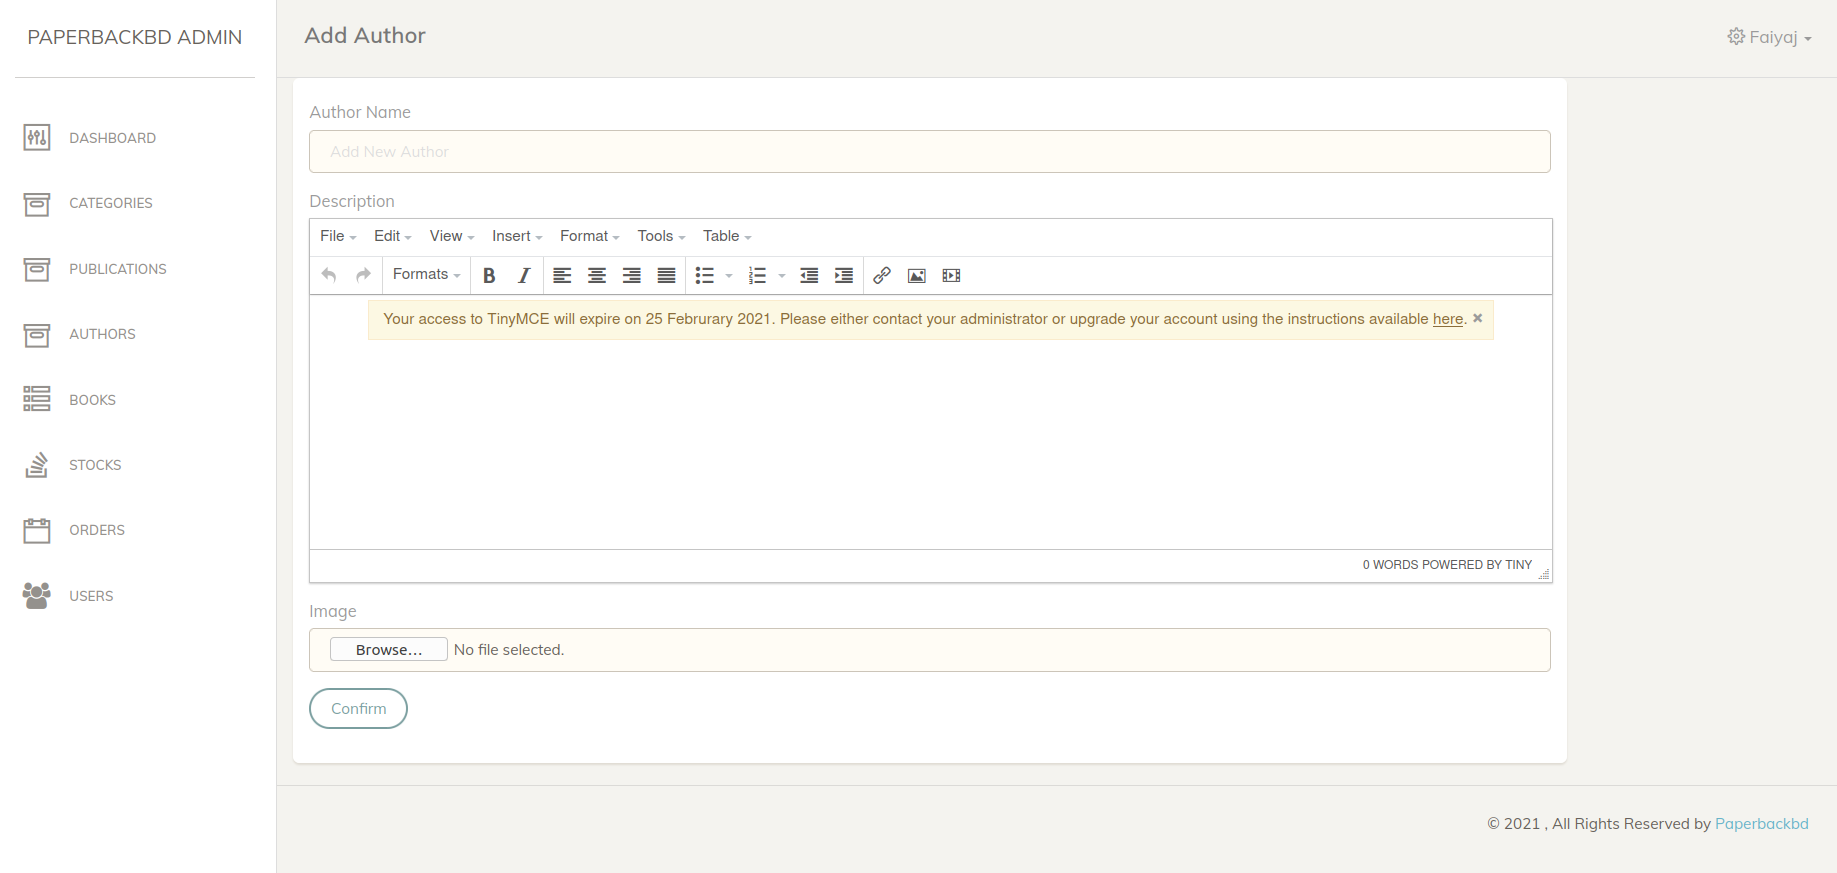 PAPERBACKBD ADMIN
DASHBOARD
CATEGORIES
PUBLICATIONS
AUTHORS
BOOKS
STOCKS
ORDERS
USERS
Add Author
Faiyaj
Author Name
Add New Author
Description
File Edit View Insert Format Tools Table
Formats B I
Your access to TinyMCE will expire on 25 Februrary 2021. Please either contact your administrator or upgrade your account using the instructions available here. ×
0 WORDS POWERED BY TINY
Image
Browse... No file selected.
Confirm
© 2021 , All Rights Reserved by Paperbackbd